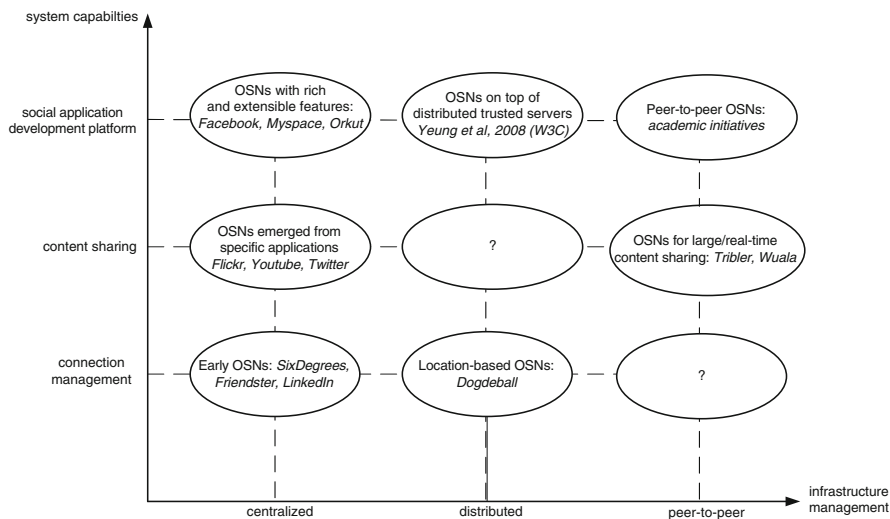 system capabilties
social application
development platform
OSNs with rich
and extensible features:
Facebook, Myspace, Orkut
OSNs on top of
distributed trusted servers
Yeung et al, 2008 (W3C)
Peer-to-peer OSNs:
academic initiatives
content sharing
OSNs emerged from
specific applications
Flickr, Youtube, Twitter
?
OSNs for large/real-time
content sharing: Tribler, Wuala
connection
management
Early OSNs: SixDegrees,
Friendster, LinkedIn
Location-based OSNs:
Dogdeball
?
centralized
distributed
peer-to-peer
infrastructure
management